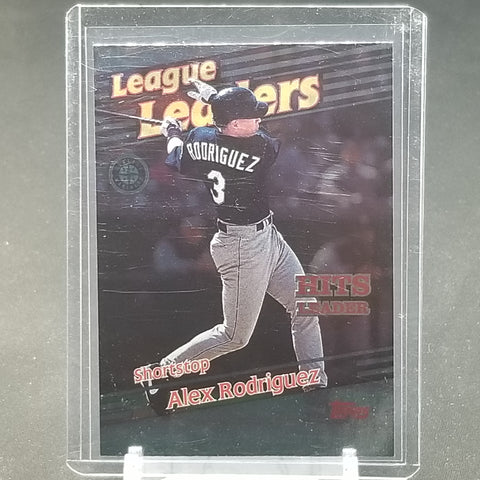 League
Leaders
RODRIGUEZ
3
HITS
LEADER
Shortstop
Alex Rodriguez
Topps